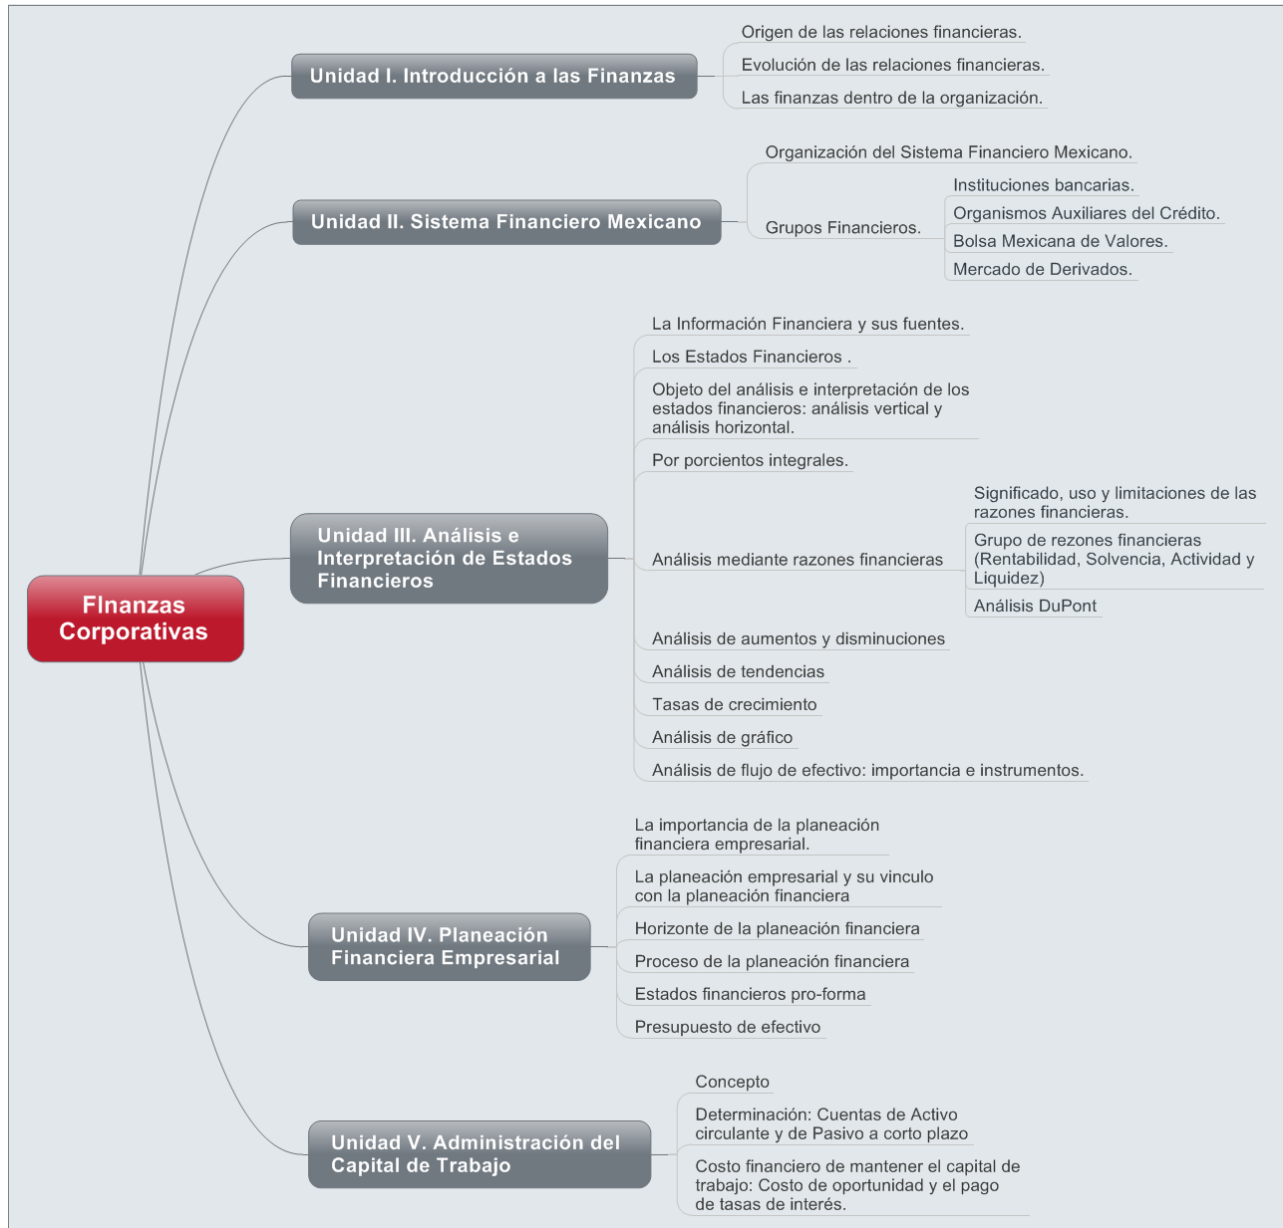 FInanzas
Corporativas
Unidad I. Introducción a las Finanzas
Origen de las relaciones financieras.
Evolución de las relaciones financieras.
Las finanzas dentro de la organización.
Unidad II. Sistema Financiero Mexicano
Organización del Sistema Financiero Mexicano.
Grupos Financieros.
Instituciones bancarias.
Organismos Auxiliares del Crédito.
Bolsa Mexicana de Valores.
Mercado de Derivados.
Unidad III. Análisis e
Interpretación de Estados
Financieros
La Información Financiera y sus fuentes.
Los Estados Financieros .
Objeto del análisis e interpretación de los
estados financieros: análisis vertical y
análisis horizontal.
Por porcientos integrales.
Análisis mediante razones financieras
Significado, uso y limitaciones de las
razones financieras.
Grupo de rezones financieras
(Rentabilidad, Solvencia, Actividad y
Liquidez)
Análisis DuPont
Análisis de aumentos y disminuciones
Análisis de tendencias
Tasas de crecimiento
Análisis de gráfico
Análisis de flujo de efectivo: importancia e instrumentos.
Unidad IV. Planeación
Financiera Empresarial
La importancia de la planeación
financiera empresarial.
La planeación empresarial y su vinculo
con la planeación financiera
Horizonte de la planeación financiera
Proceso de la planeación financiera
Estados financieros pro-forma
Presupuesto de efectivo
Unidad V. Administración del
Capital de Trabajo
Concepto
Determinación: Cuentas de Activo
circulante y de Pasivo a corto plazo
Costo financiero de mantener el capital de
trabajo: Costo de oportunidad y el pago
de tasas de interés.